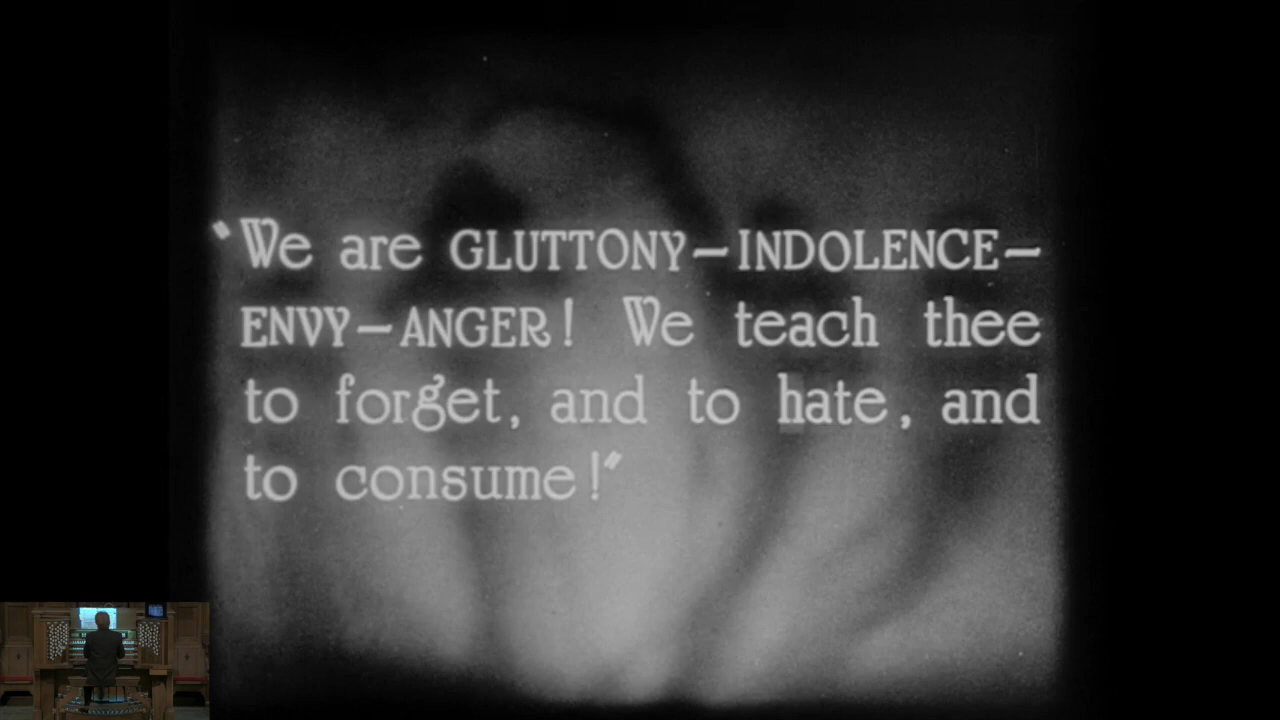 “We are GLUTTONY—INDOLENCE—
ENVY—ANGER! We teach thee
to forget, and to hate, and
to consume!”